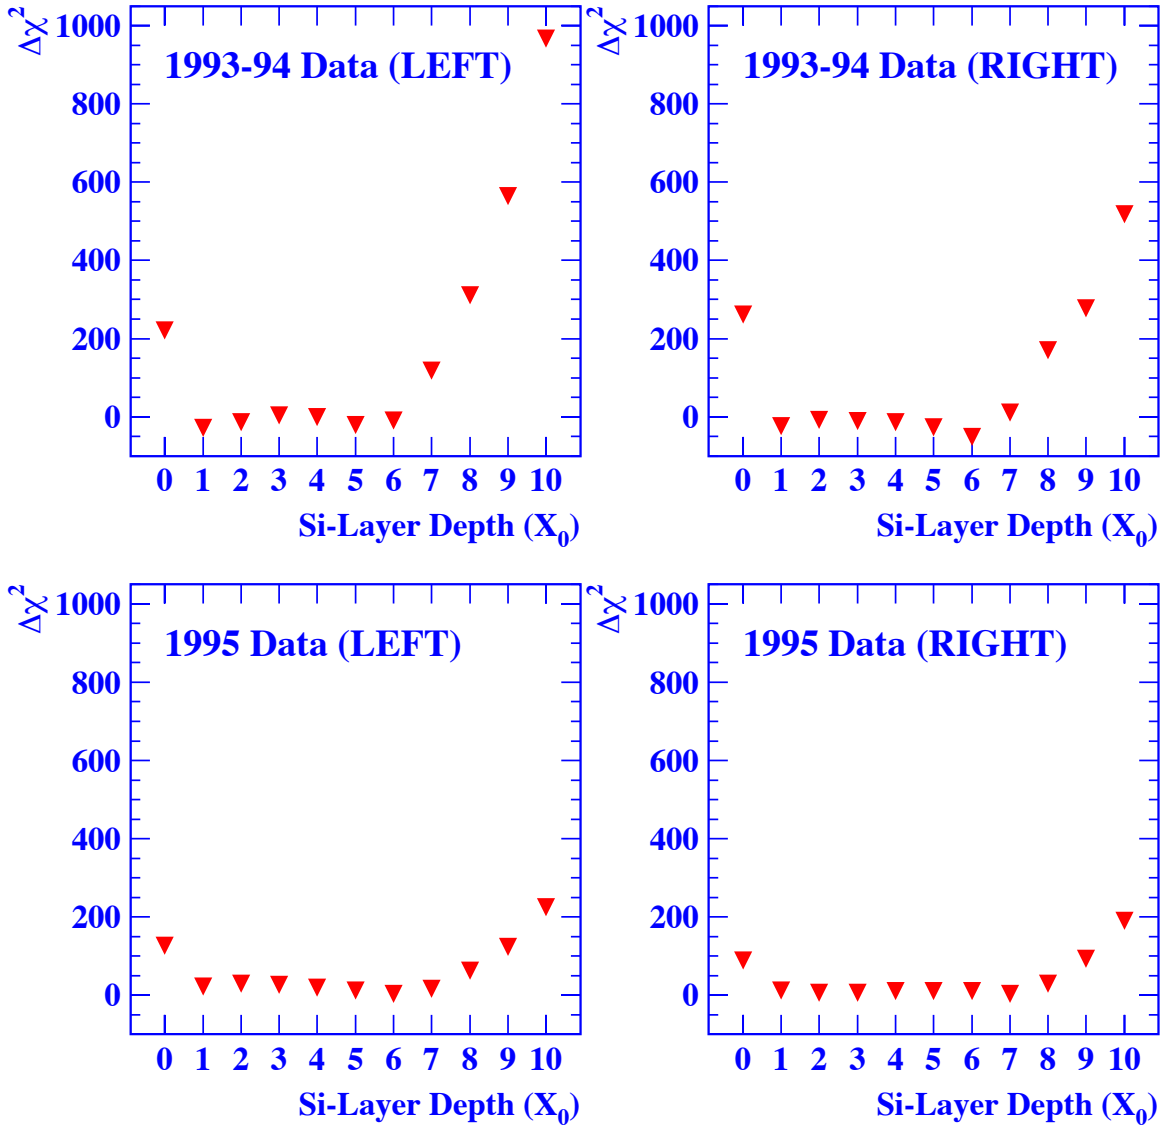 Δχ²
1000
800
600
400
200
0
1993-94 Data (LEFT)
0 1 2 3 4 5 6 7 8 9 10
Si-Layer Depth (X₀)
Δχ²
1000
800
600
400
200
0
1993-94 Data (RIGHT)
0 1 2 3 4 5 6 7 8 9 10
Si-Layer Depth (X₀)
Δχ²
1000
800
600
400
200
0
1995 Data (LEFT)
0 1 2 3 4 5 6 7 8 9 10
Si-Layer Depth (X₀)
Δχ²
1000
800
600
400
200
0
1995 Data (RIGHT)
0 1 2 3 4 5 6 7 8 9 10
Si-Layer Depth (X₀)